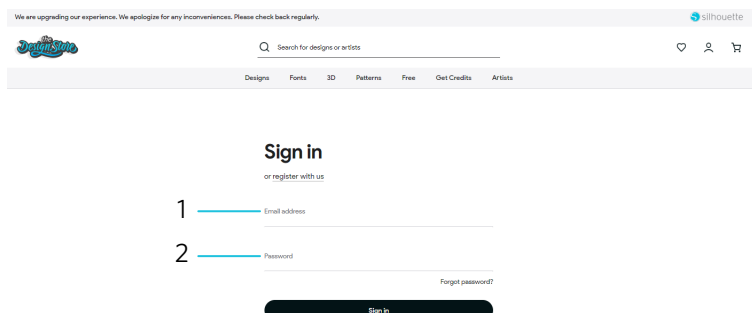 We are upgrading our experience. We apologize for any inconveniences. Please check back regularly.
silhouette
the
Design Store
Search for designs or artists
Designs Fonts 3D Patterns Free Get Credits Artists
Sign in
or register with us
1 Email address
2 Password
Forgot password?
Sign in